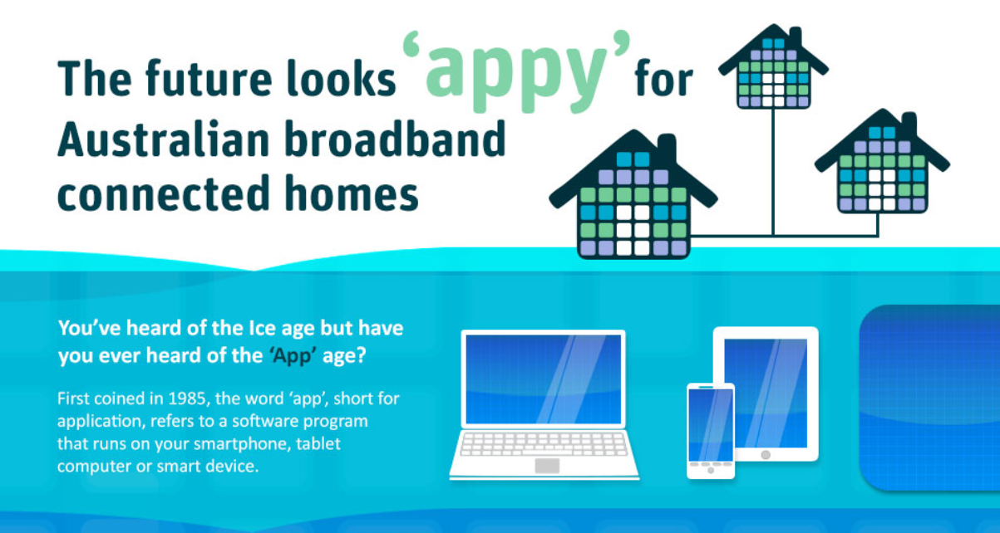 The future looks ‘appy’ for
Australian broadband
connected homes
You’ve heard of the Ice age but have
you ever heard of the ‘App’ age?
First coined in 1985, the word ‘app’, short for
application, refers to a software program
that runs on your smartphone, tablet
computer or smart device.